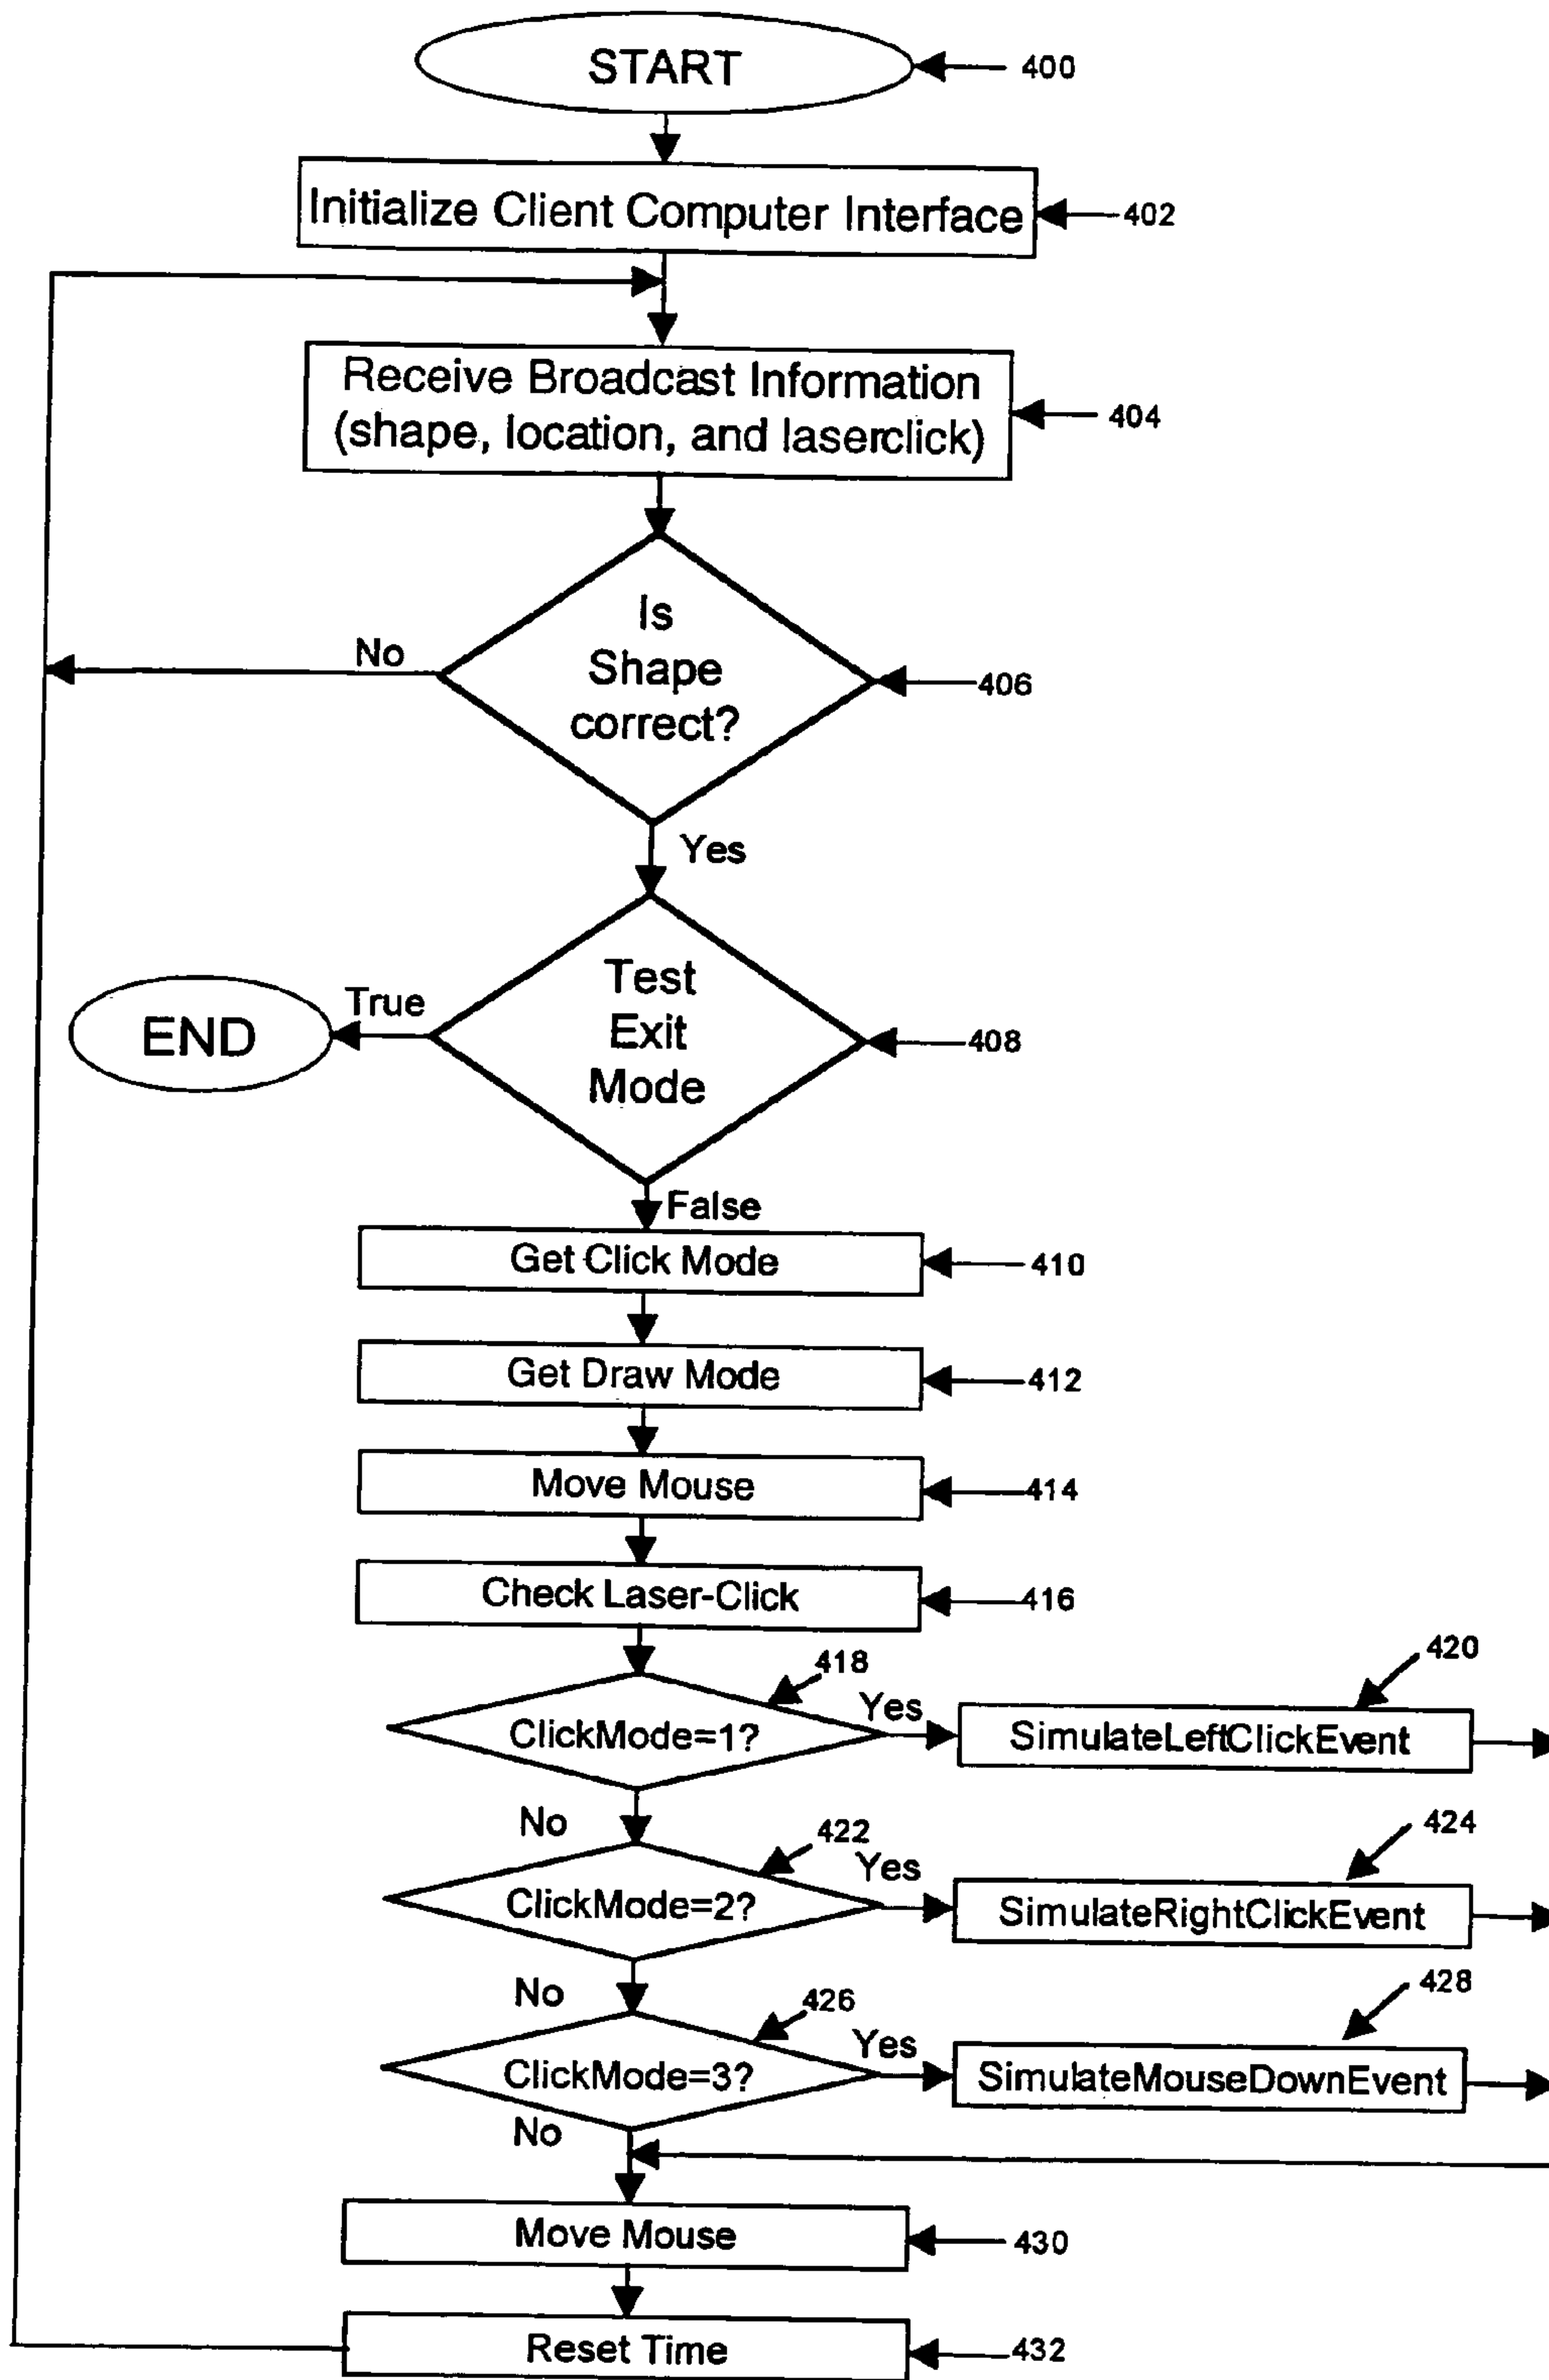 START
400
Initialize Client Computer Interface
402
Receive Broadcast Information
(shape, location, and laserclick)
404
Is
Shape
correct?
No
406
Yes
Test
Exit
Mode
True
END
408
False
Get Click Mode
410
Get Draw Mode
412
Move Mouse
414
Check Laser-Click
416
418
420
ClickMode=1?
Yes
SimulateLeftClickEvent
No
422
424
ClickMode=2?
Yes
SimulateRightClickEvent
No
426
428
ClickMode=3?
Yes
SimulateMouseDownEvent
No
Move Mouse
430
Reset Time
432